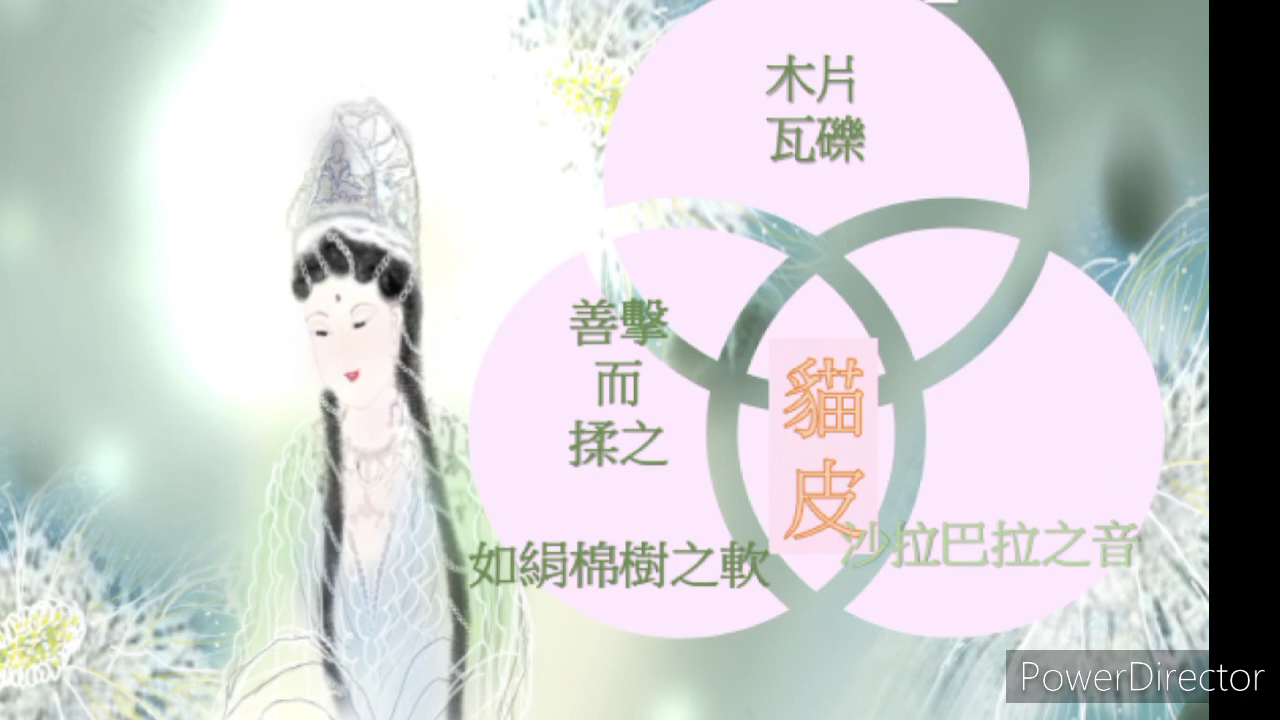 木片
瓦礫
善擊
而
揉之
貓
皮
沙拉巴拉之音
如絹棉樹之軟
PowerDirector